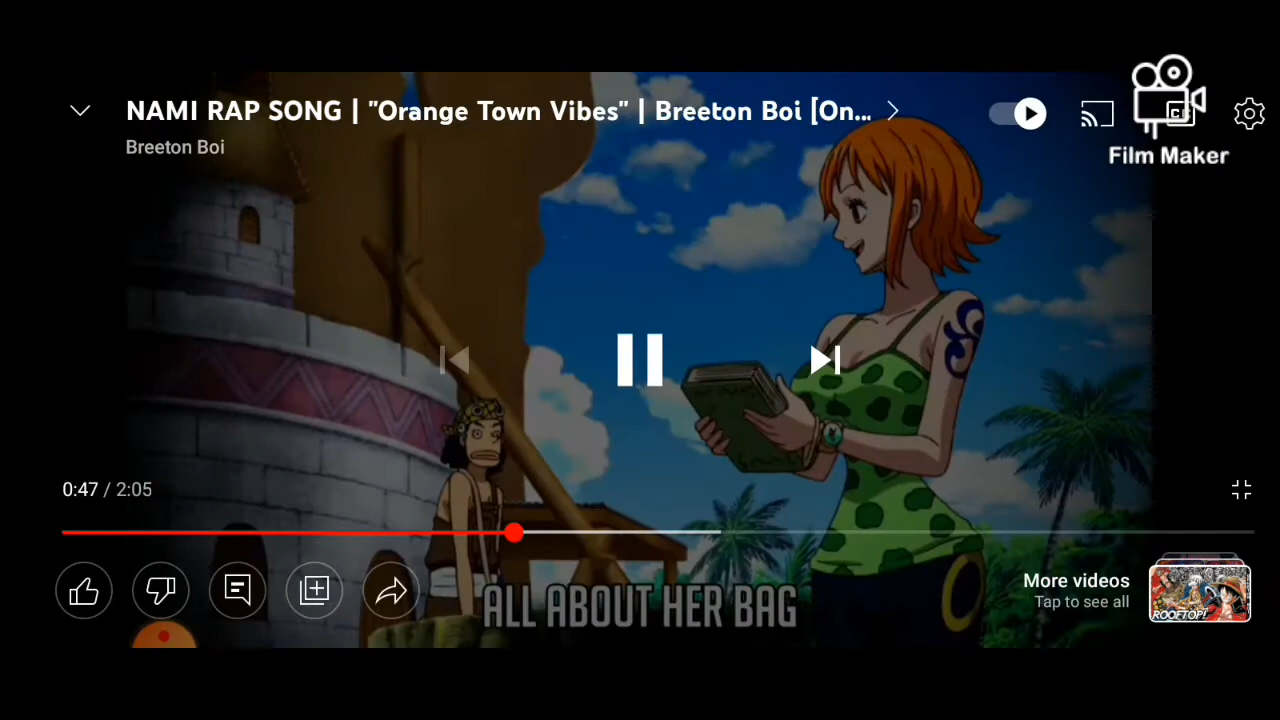 NAMI RAP SONG | "Orange Town Vibes" | Breeton Boi [On...
Breeton Boi
CC
Film Maker
0:47 / 2:05
ALL ABOUT HER BAG
More videos
Tap to see all
ROOFTOP!